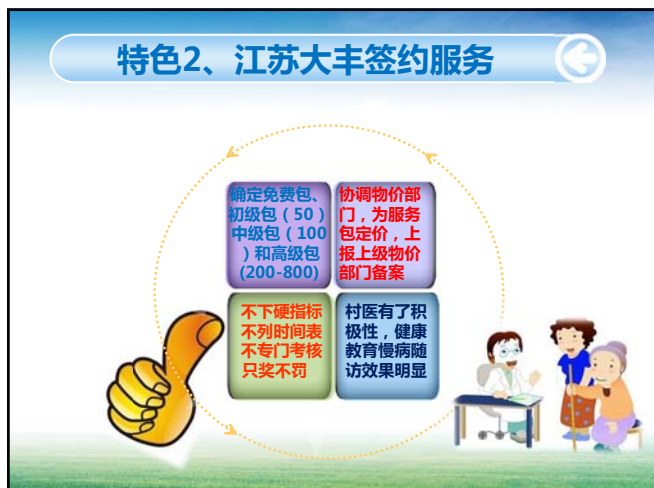 特色2、江苏大丰签约服务
确定免费包、
初级包（50）
中级包（100
）和高级包
(200-800)
协调物价部
门，为服务
包定价，上
报上级物价
部门备案
不下硬指标
不列时间表
不专门考核
只奖不罚
村医有了积
极性，健康
教育慢病随
访效果明显